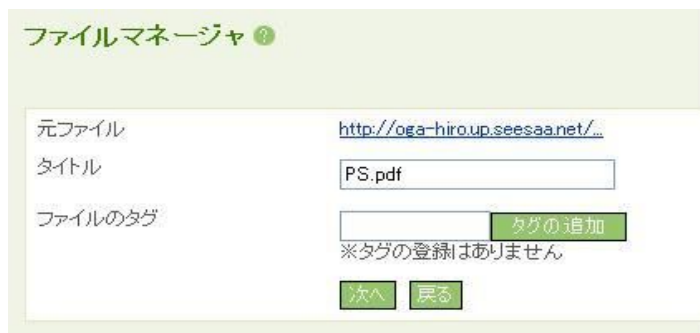 ファイルマネージャ ?
元ファイル http://oga-hiro.up.seesaa.net/...
タイトル PS.pdf
ファイルのタグ タグの追加
※タグの登録はありません
次へ 戻る